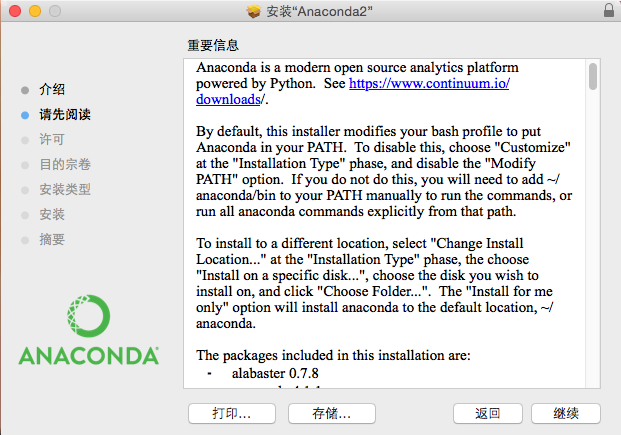 安装“Anaconda2”
重要信息
介绍
请先阅读
许可
目的宗卷
安装类型
安装
摘要
ANACONDA
Anaconda is a modern open source analytics platform
powered by Python.  See https://www.continuum.io/
downloads/.
By default, this installer modifies your bash profile to put
Anaconda in your PATH.  To disable this, choose "Customize"
at the "Installation Type" phase, and disable the "Modify
PATH" option.  If you do not do this, you will need to add ~/
anaconda/bin to your PATH manually to run the commands, or
run all anaconda commands explicitly from that path.
To install to a different location, select "Change Install
Location..." at the "Installation Type" phase, the choose
"Install on a specific disk...", choose the disk you wish to
install on, and click "Choose Folder...".  The "Install for me
only" option will install anaconda to the default location, ~/
anaconda.
The packages included in this installation are:
- alabaster 0.7.8
打印...
存储...
返回
继续